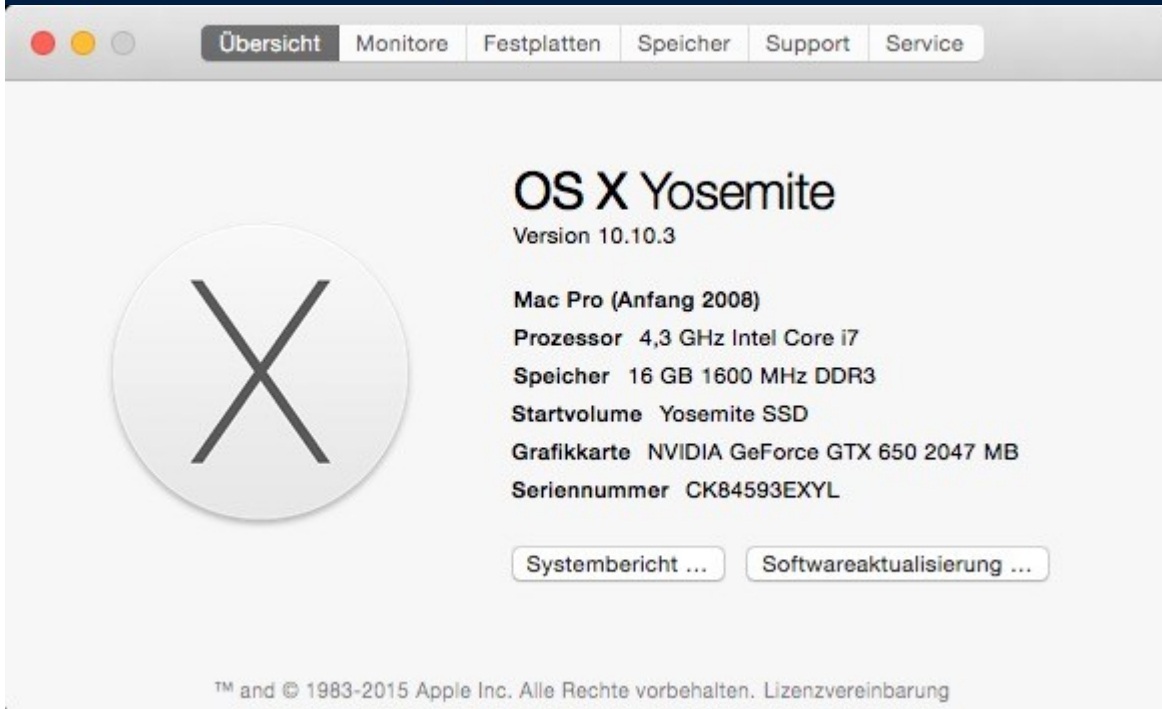 Übersicht Monitore Festplatten Speicher Support Service
OS X Yosemite
Version 10.10.3
Mac Pro (Anfang 2008)
Prozessor 4,3 GHz Intel Core i7
Speicher 16 GB 1600 MHz DDR3
Startvolume Yosemite SSD
Grafikkarte NVIDIA GeForce GTX 650 2047 MB
Seriennummer CK84593EXYL
Systembericht ... Softwareaktualisierung ...
™ and © 1983-2015 Apple Inc. Alle Rechte vorbehalten. Lizenzvereinbarung